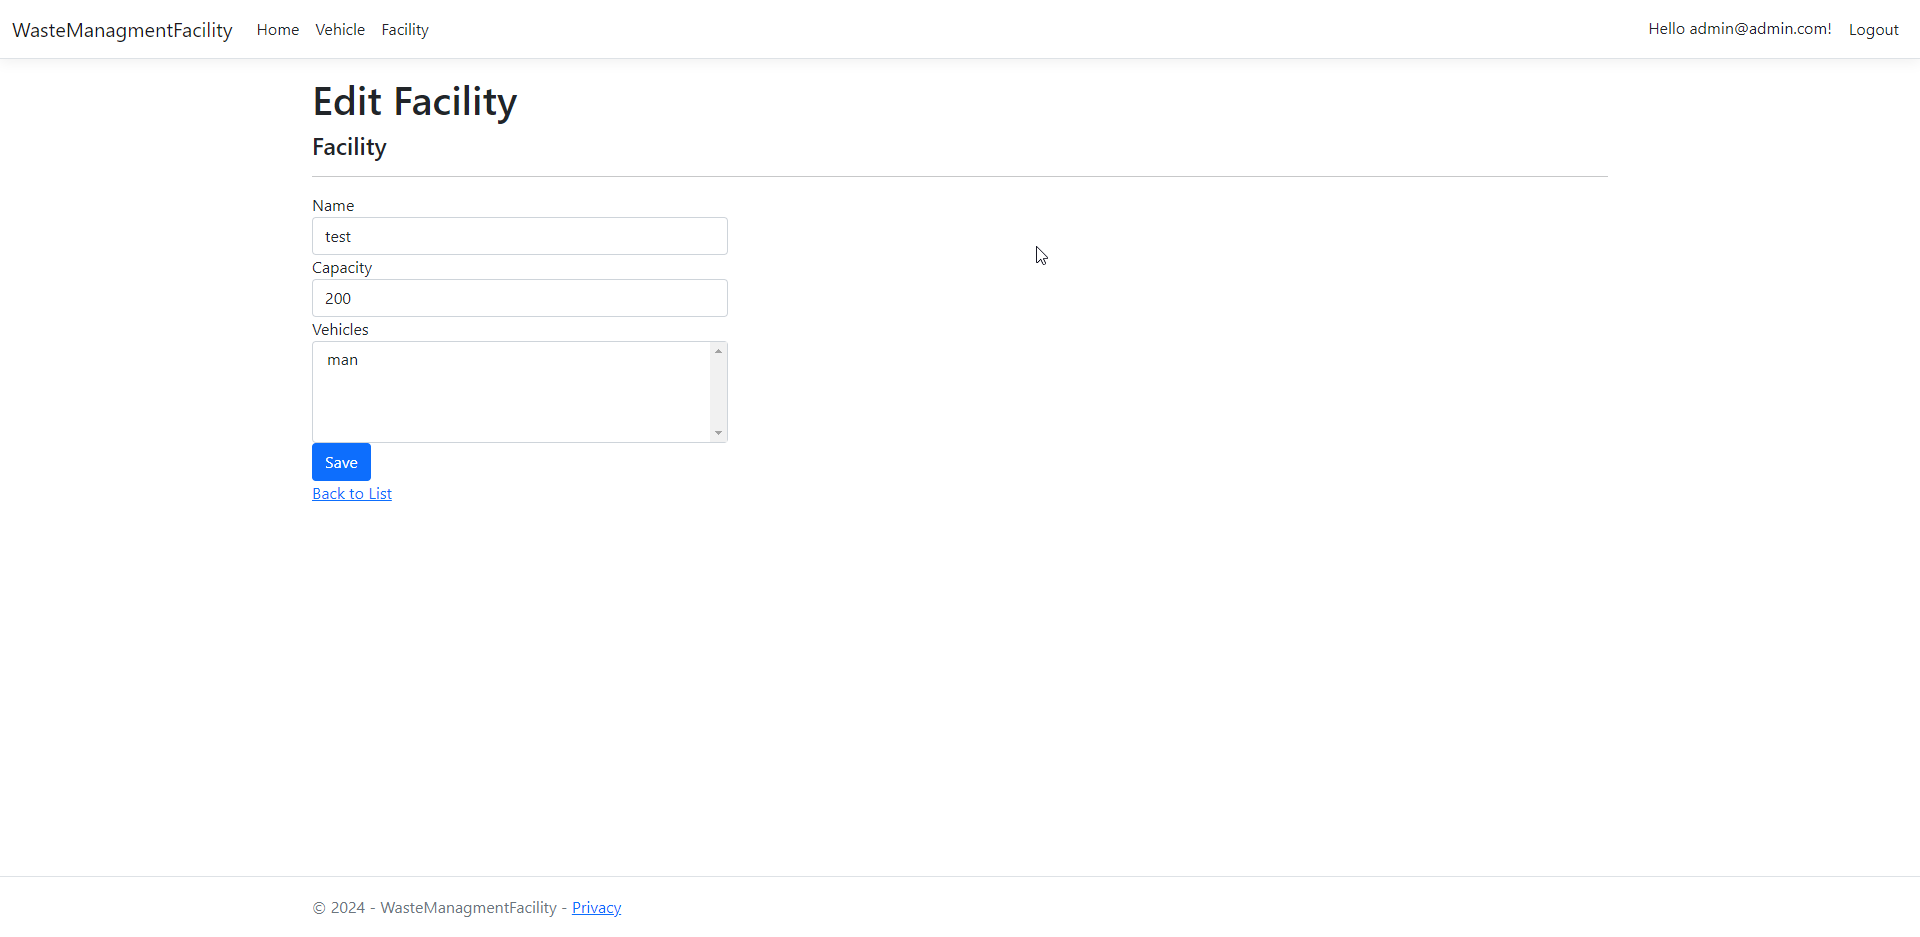 WasteManagmentFacility Home Vehicle Facility Hello admin@admin.com! Logout
Edit Facility
Facility
Name
test
Capacity
200
Vehicles
man
Save
Back to List
© 2024 - WasteManagmentFacility - Privacy